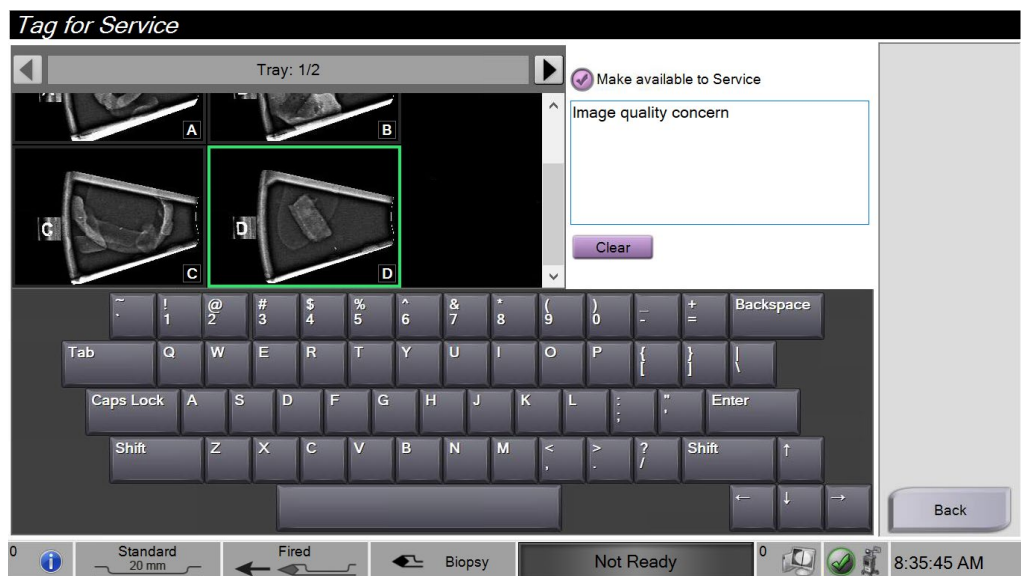 Tag for Service
Tray: 1/2
Make available to Service
Image quality concern
A
B
C
C
D
D
Clear
~ ` ! 1 @ 2 # 3 $ 4 % 5 ^ 6 & 7 * 8 ( 9 ) 0 _ - + = Backspace
Tab Q W E R T Y U I O P { [ } ] | \
Caps Lock A S D F G H J K L : ; " ' Enter
Shift Z X C V B N M < , > . ? / Shift ↑
← ↓ →
Back
0
Standard
20 mm
Fired
Biopsy
Not Ready
0
8:35:45 AM